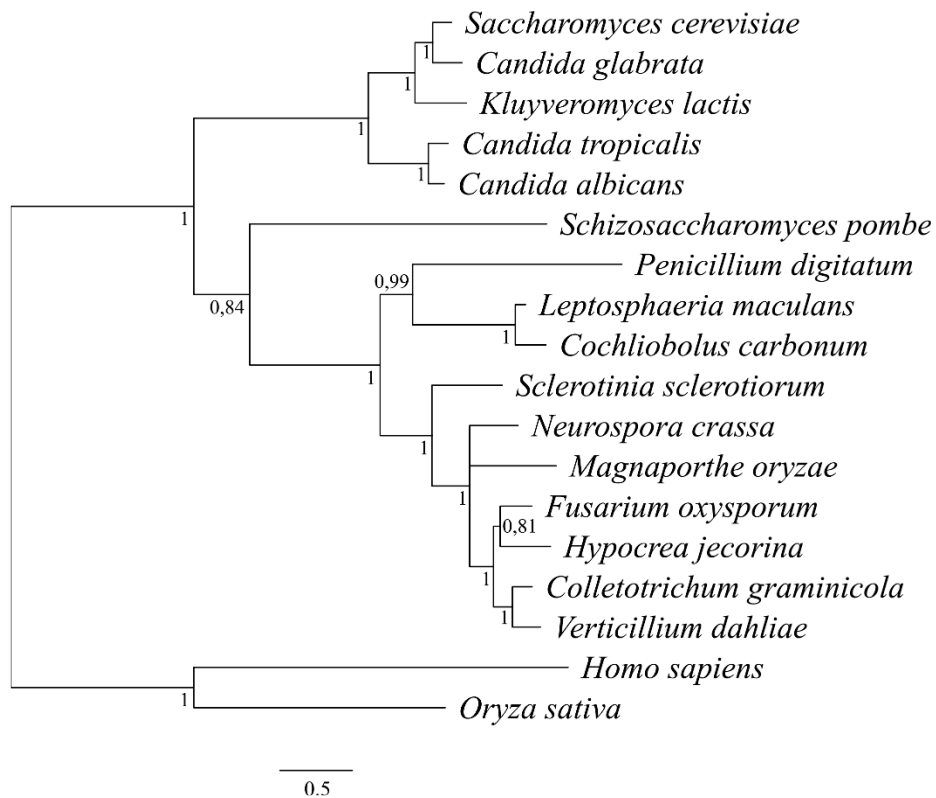 Saccharomyces cerevisiae
1
Candida glabrata
1
Kluyveromyces lactis
1
Candida tropicalis
1
Candida albicans
1
Schizosaccharomyces pombe
Penicillium digitatum
0,99
0,84
Leptosphaeria maculans
1
Cochliobolus carbonum
1
Sclerotinia sclerotiorum
1
Neurospora crassa
Magnaporthe oryzae
1
Fusarium oxysporum
0,81
Hypocrea jecorina
1
Colletotrichum graminicola
1
Verticillium dahliae
Homo sapiens
1
Oryza sativa
0.5